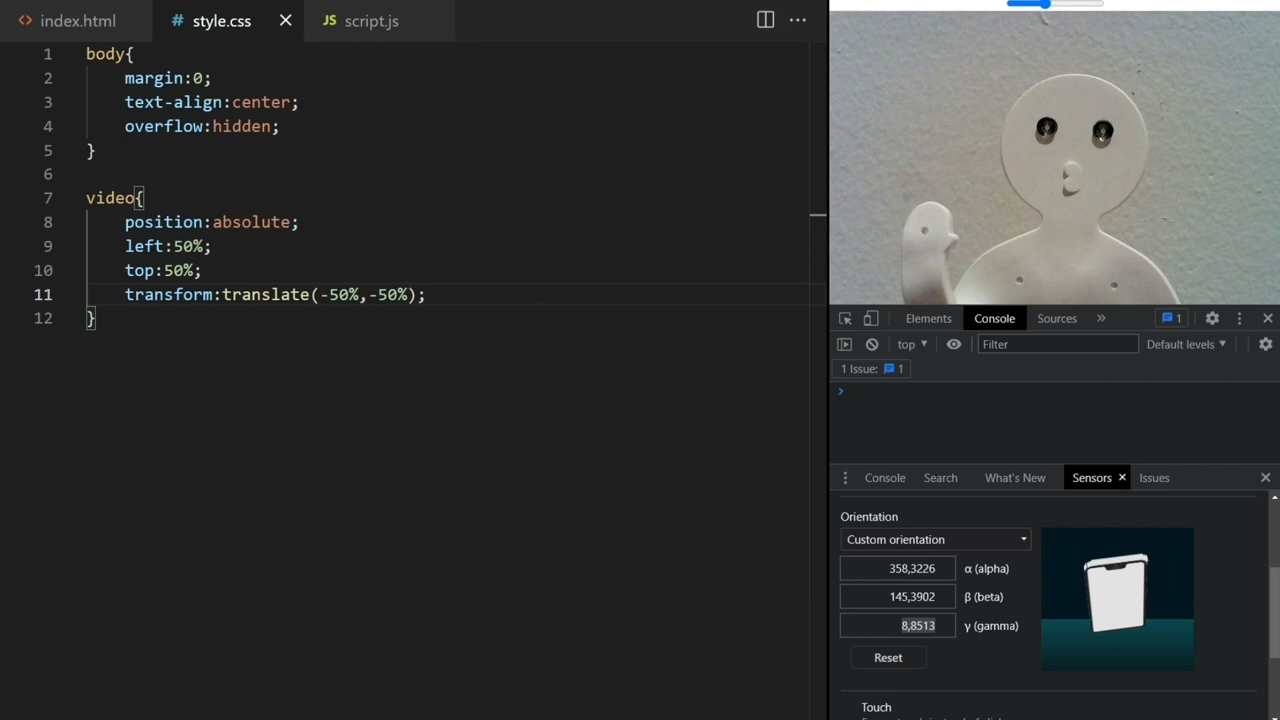 index.html
# style.css
JS script.js
1 body{
2 margin:0;
3 text-align:center;
4 overflow:hidden;
5 }
6
7 video{
8 position:absolute;
9 left:50%;
10 top:50%;
11 transform:translate(-50%,-50%);
12 }
Elements Console Sources »
1
top Filter Default levels
1 Issue: 1
Console Search What's New Sensors Issues
Orientation
Custom orientation
358,3226 α (alpha)
145,3902 β (beta)
8,8513 γ (gamma)
Reset
Touch